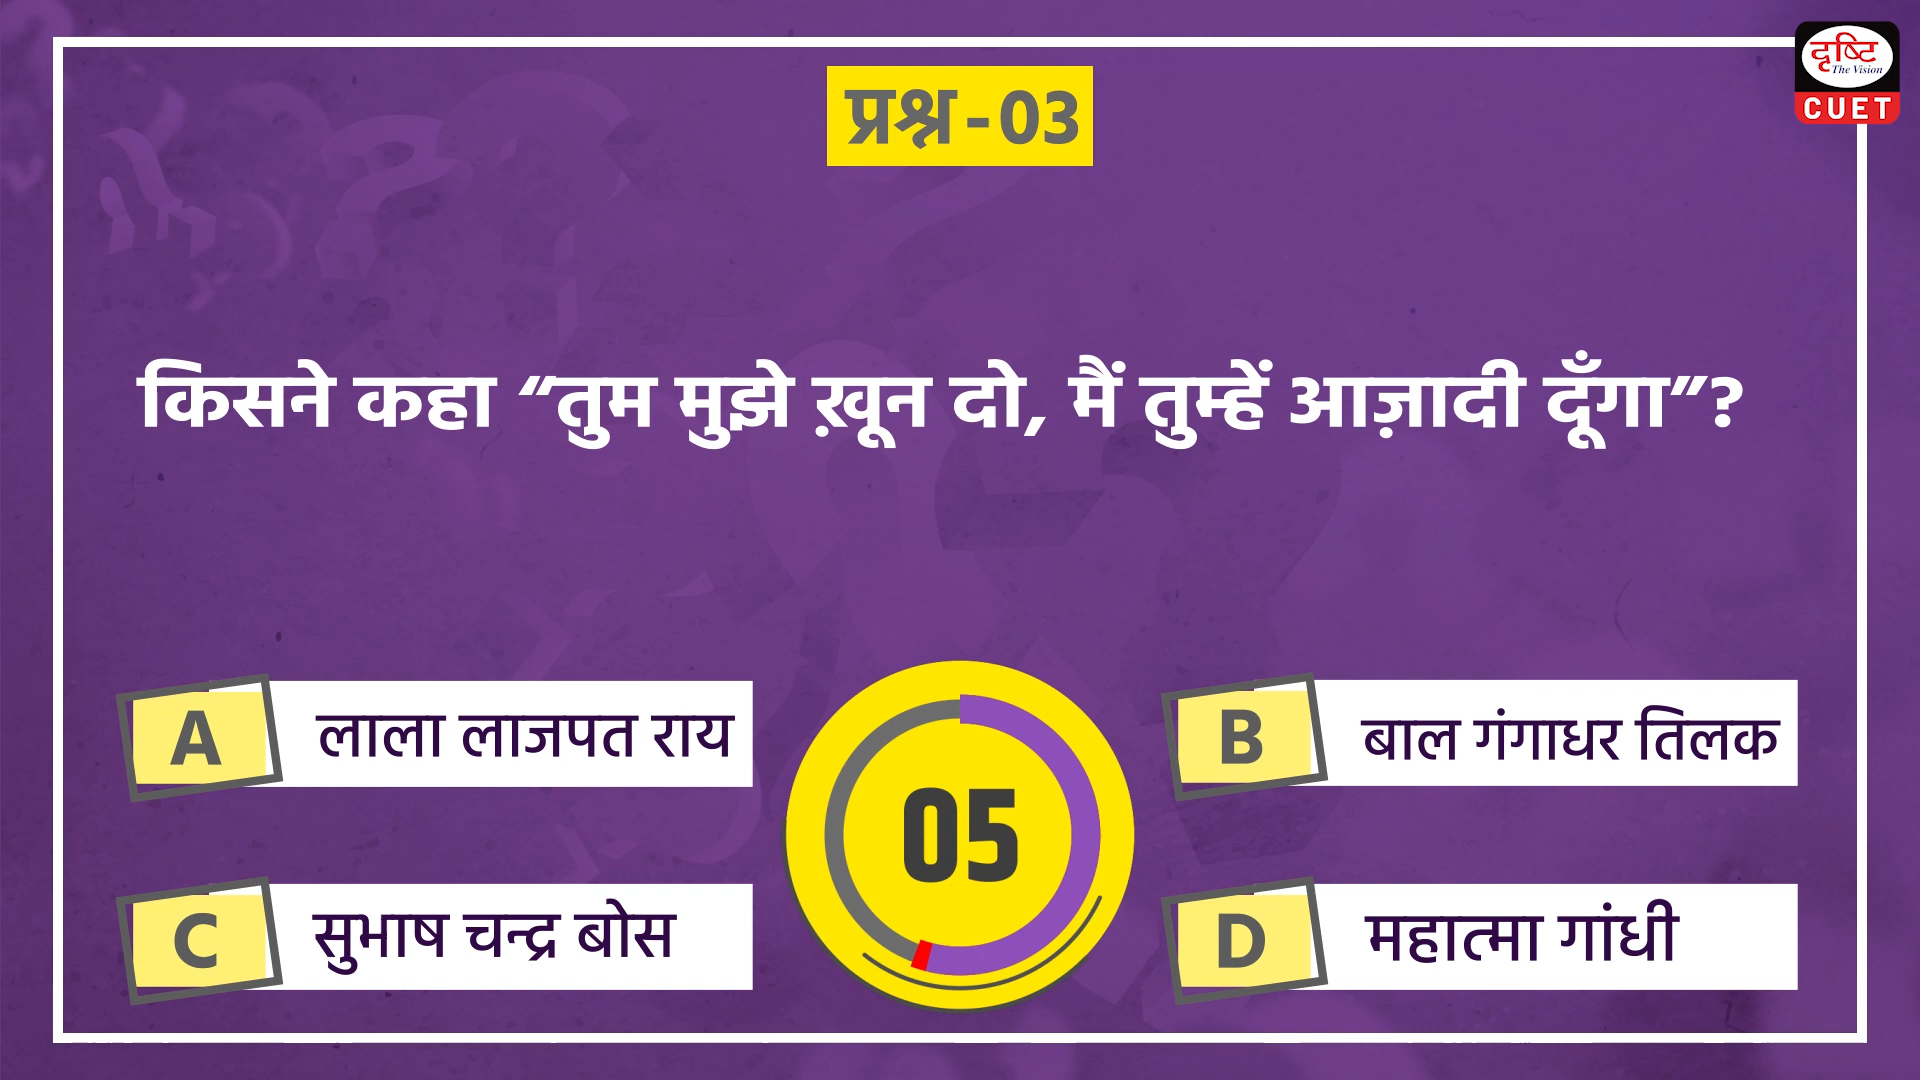 दृष्टि
The Vision
CUET
प्रश्न-03
किसने कहा “तुम मुझे ख़ून दो, मैं तुम्हें आज़ादी दूँगा”?
A लाला लाजपत राय
B बाल गंगाधर तिलक
05
C सुभाष चन्द्र बोस
D महात्मा गांधी